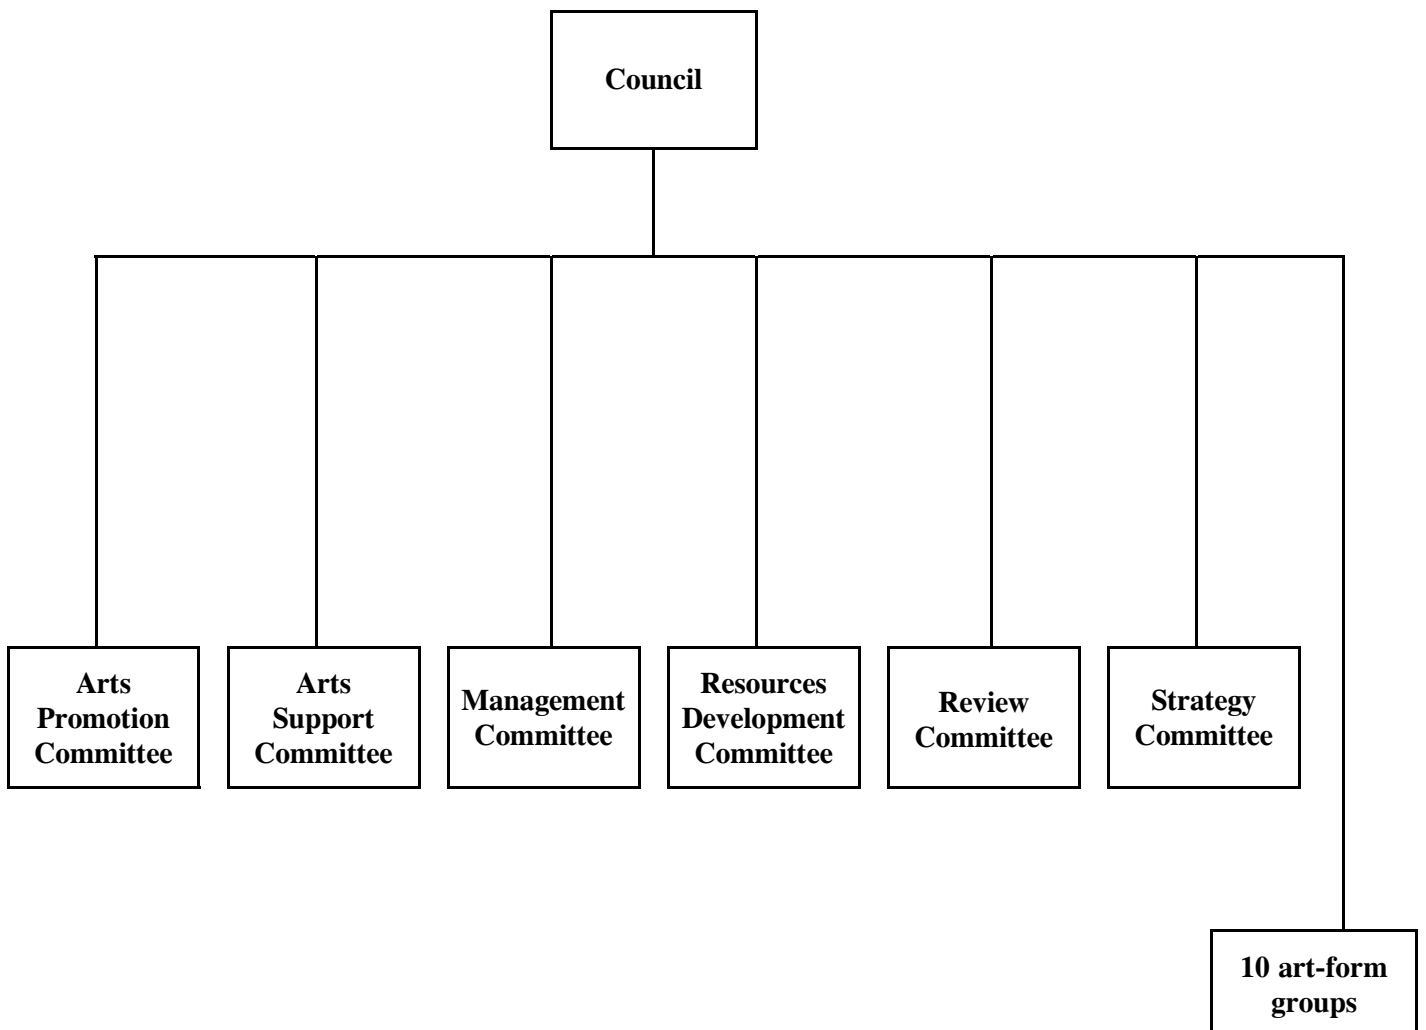 Council
Arts
Promotion
Committee
Arts
Support
Committee
Management
Committee
Resources
Development
Committee
Review
Committee
Strategy
Committee
10 art-form
groups